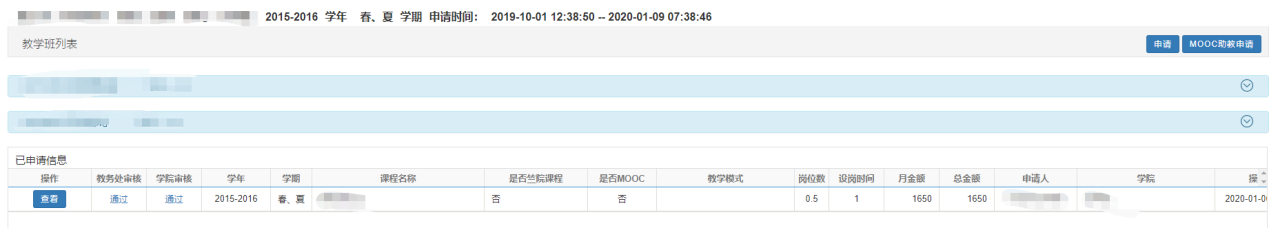 2015-2016 学年 春、夏 学期 申请时间： 2019-10-01 12:38:50 -- 2020-01-09 07:38:46
教学班列表 申请 MOOC助教申请
已申请信息
操作 教务处审核 学院审核 学年 学期 课程名称 是否竺院课程 是否MOOC 教学模式 岗位数 设岗时间 月金额 总金额 申请人 学院 操
查看 通过 通过 2015-2016 春、夏 否 否 0.5 1 1650 1650 2020-01-0